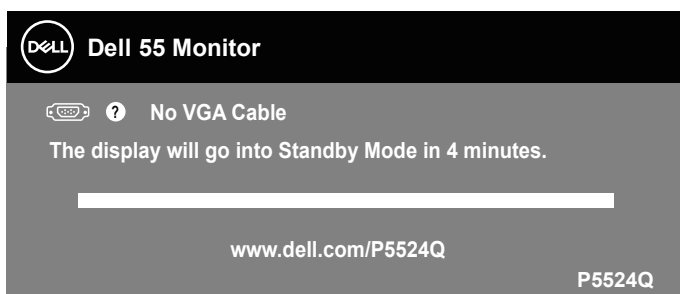 DELL
Dell 55 Monitor
? No VGA Cable
The display will go into Standby Mode in 4 minutes.
www.dell.com/P5524Q
P5524Q